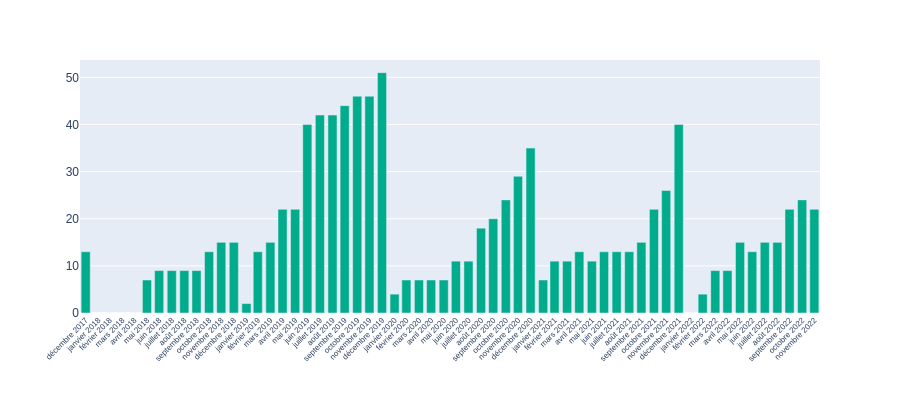 50
40
30
20
10
0
décembre 2017
janvier 2018
février 2018
mars 2018
avril 2018
mai 2018
juin 2018
juillet 2018
août 2018
septembre 2018
octobre 2018
novembre 2018
décembre 2018
janvier 2019
février 2019
mars 2019
avril 2019
mai 2019
juin 2019
juillet 2019
août 2019
septembre 2019
octobre 2019
novembre 2019
décembre 2019
janvier 2020
février 2020
mars 2020
avril 2020
mai 2020
juin 2020
juillet 2020
août 2020
septembre 2020
octobre 2020
novembre 2020
décembre 2020
janvier 2021
février 2021
mars 2021
avril 2021
mai 2021
juin 2021
juillet 2021
août 2021
septembre 2021
octobre 2021
novembre 2021
décembre 2021
janvier 2022
février 2022
mars 2022
avril 2022
mai 2022
juin 2022
juillet 2022
août 2022
septembre 2022
octobre 2022
novembre 2022